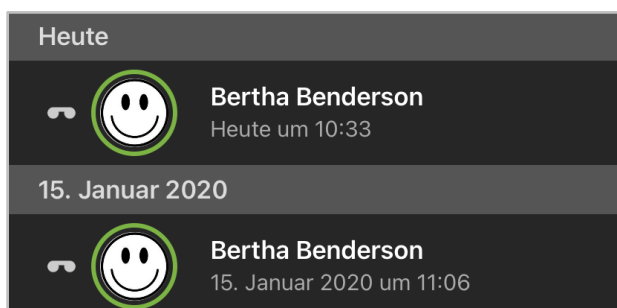 Heute
Bertha Benderson
Heute um 10:33
15. Januar 2020
Bertha Benderson
15. Januar 2020 um 11:06